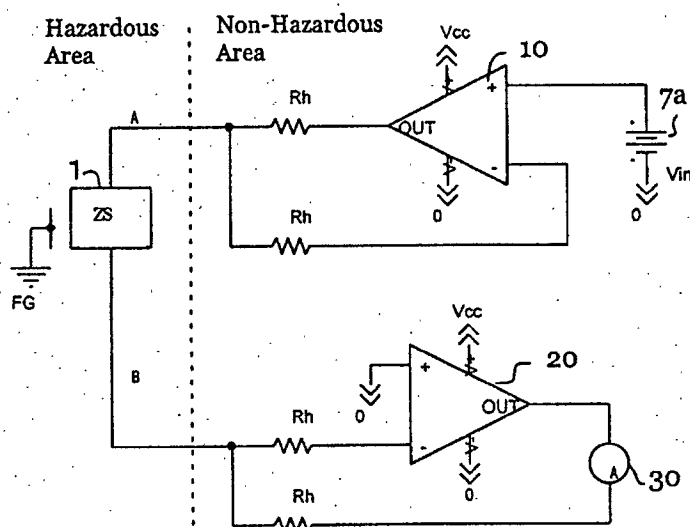 Hazardous Area
Non-Hazardous Area
Vcc
10
Rh
+
OUT
-
7a
A
Vin
0
0
1
Rh
ZS
FG
Vcc
B
20
+
0
OUT
Rh
-
0
A
30
Rh